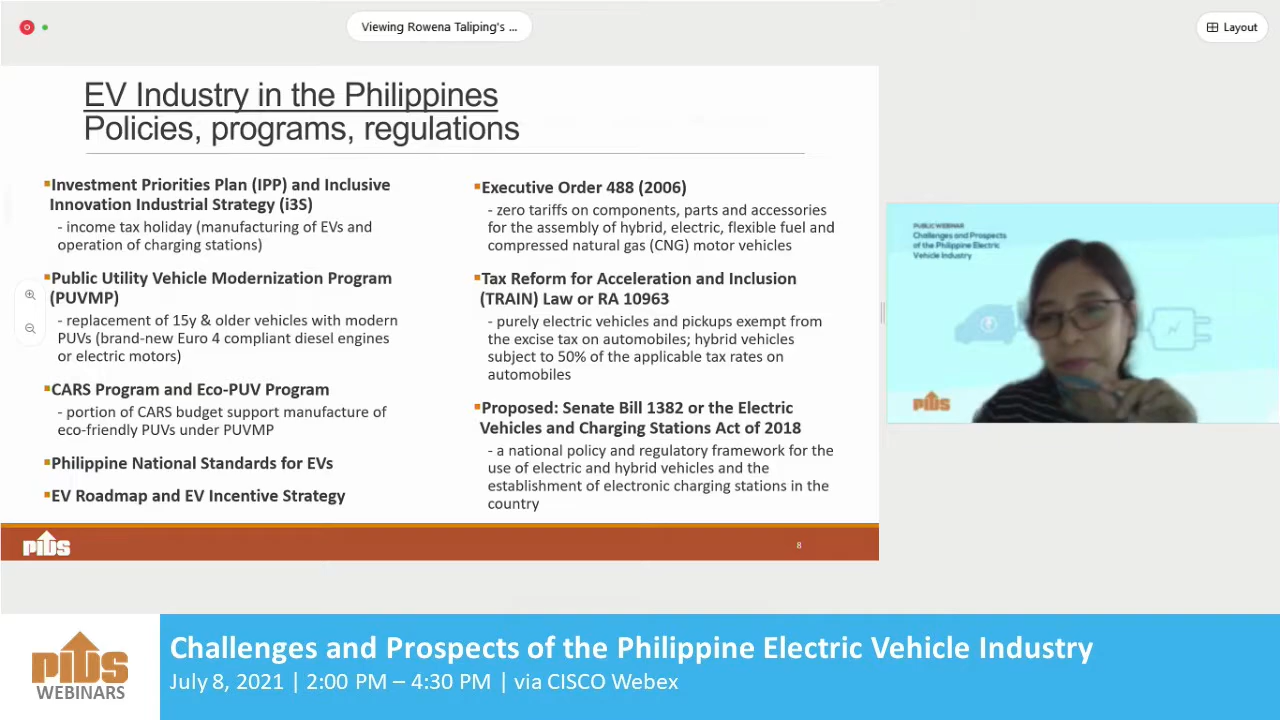 Viewing Rowena Taliping's ...
Layout
EV Industry in the Philippines
Policies, programs, regulations
▪Investment Priorities Plan (IPP) and Inclusive
Innovation Industrial Strategy (i3S)
- income tax holiday (manufacturing of EVs and
operation of charging stations)
▪Public Utility Vehicle Modernization Program
(PUVMP)
- replacement of 15y & older vehicles with modern
PUVs (brand-new Euro 4 compliant diesel engines
or electric motors)
▪CARS Program and Eco-PUV Program
- portion of CARS budget support manufacture of
eco-friendly PUVs under PUVMP
▪Philippine National Standards for EVs
▪EV Roadmap and EV Incentive Strategy
▪Executive Order 488 (2006)
- zero tariffs on components, parts and accessories
for the assembly of hybrid, electric, flexible fuel and
compressed natural gas (CNG) motor vehicles
▪Tax Reform for Acceleration and Inclusion
(TRAIN) Law or RA 10963
- purely electric vehicles and pickups exempt from
the excise tax on automobiles; hybrid vehicles
subject to 50% of the applicable tax rates on
automobiles
▪Proposed: Senate Bill 1382 or the Electric
Vehicles and Charging Stations Act of 2018
- a national policy and regulatory framework for the
use of electric and hybrid vehicles and the
establishment of electronic charging stations in the
country
PIDS
8
PUBLIC WEBINAR
Challenges and Prospects
of the Philippine Electric
Vehicle Industry
PIDS
PIDS
WEBINARS
Challenges and Prospects of the Philippine Electric Vehicle Industry
July 8, 2021 | 2:00 PM – 4:30 PM | via CISCO Webex